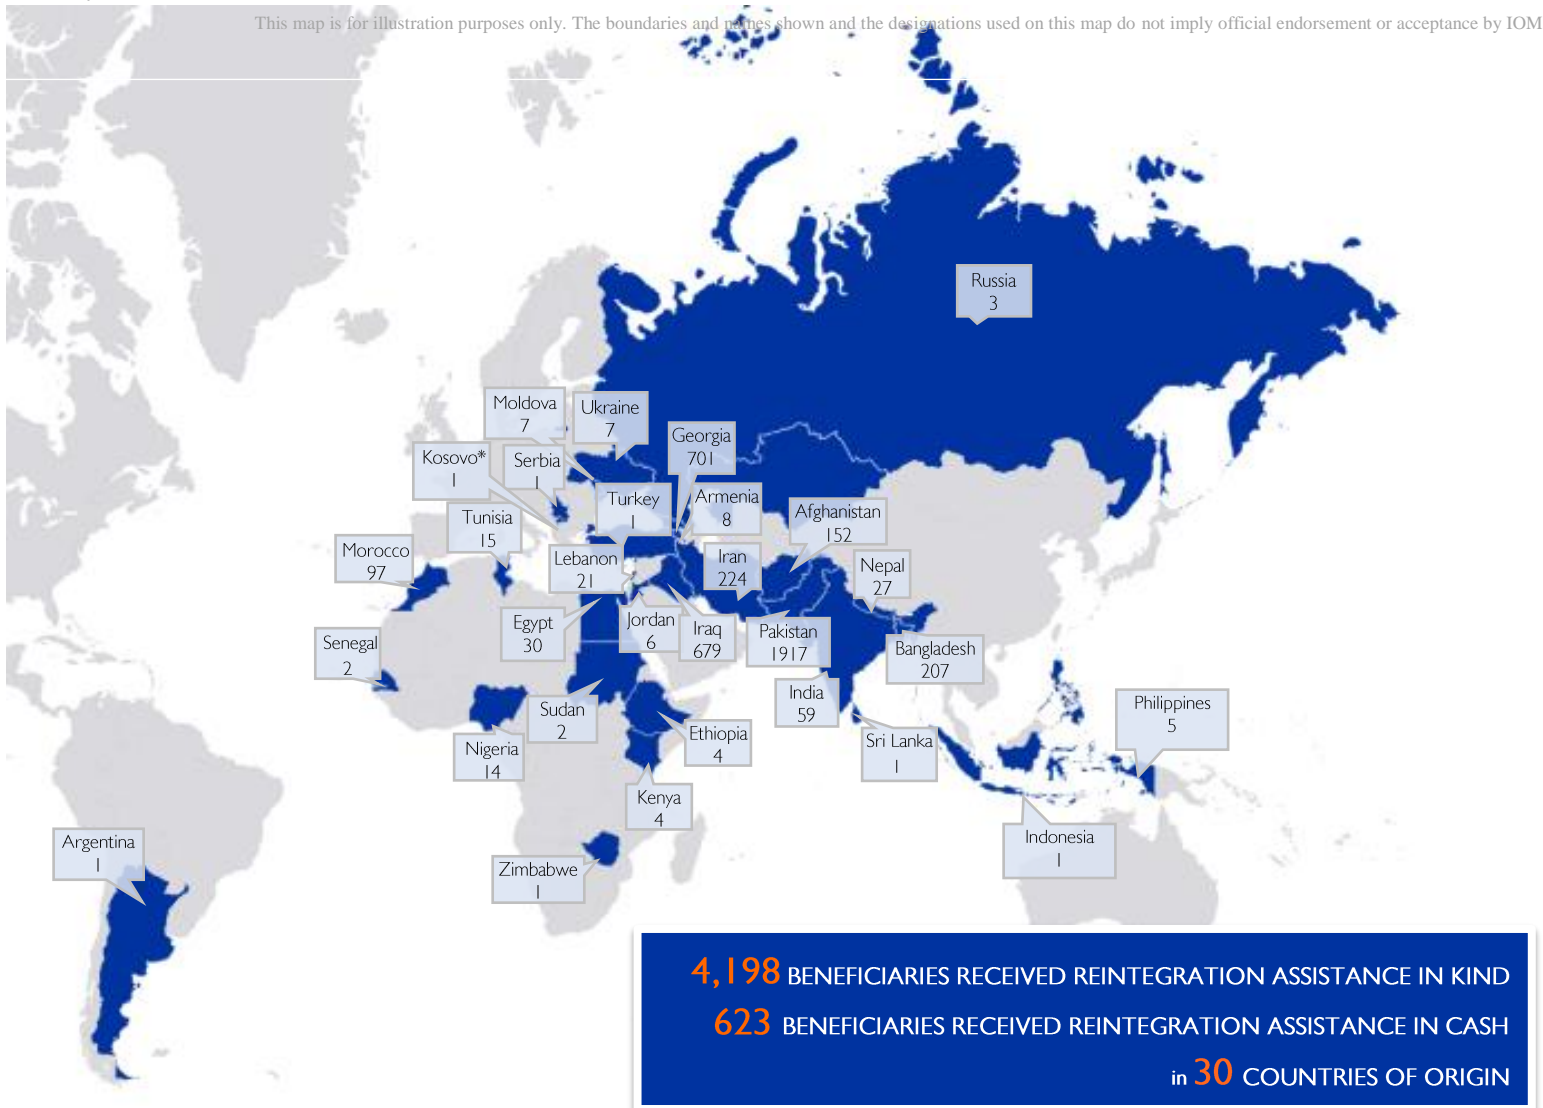 This map is for illustration purposes only. The boundaries and names shown and the designations used on this map do not imply official endorsement or acceptance by IOM
Russia
3
Moldova
7
Ukraine
7
Georgia
701
Kosovo*
1
Serbia
1
Turkey
1
Armenia
8
Afghanistan
152
Tunisia
15
Morocco
97
Lebanon
21
Iran
224
Nepal
27
Egypt
30
Jordan
6
Iraq
679
Pakistan
1917
Bangladesh
207
Senegal
2
India
59
Sudan
2
Ethiopia
4
Philippines
5
Nigeria
14
Sri Lanka
1
Kenya
4
Argentina
1
Zimbabwe
1
Indonesia
1
4,198 BENEFICIARIES RECEIVED REINTEGRATION ASSISTANCE IN KIND
623 BENEFICIARIES RECEIVED REINTEGRATION ASSISTANCE IN CASH
in 30 COUNTRIES OF ORIGIN